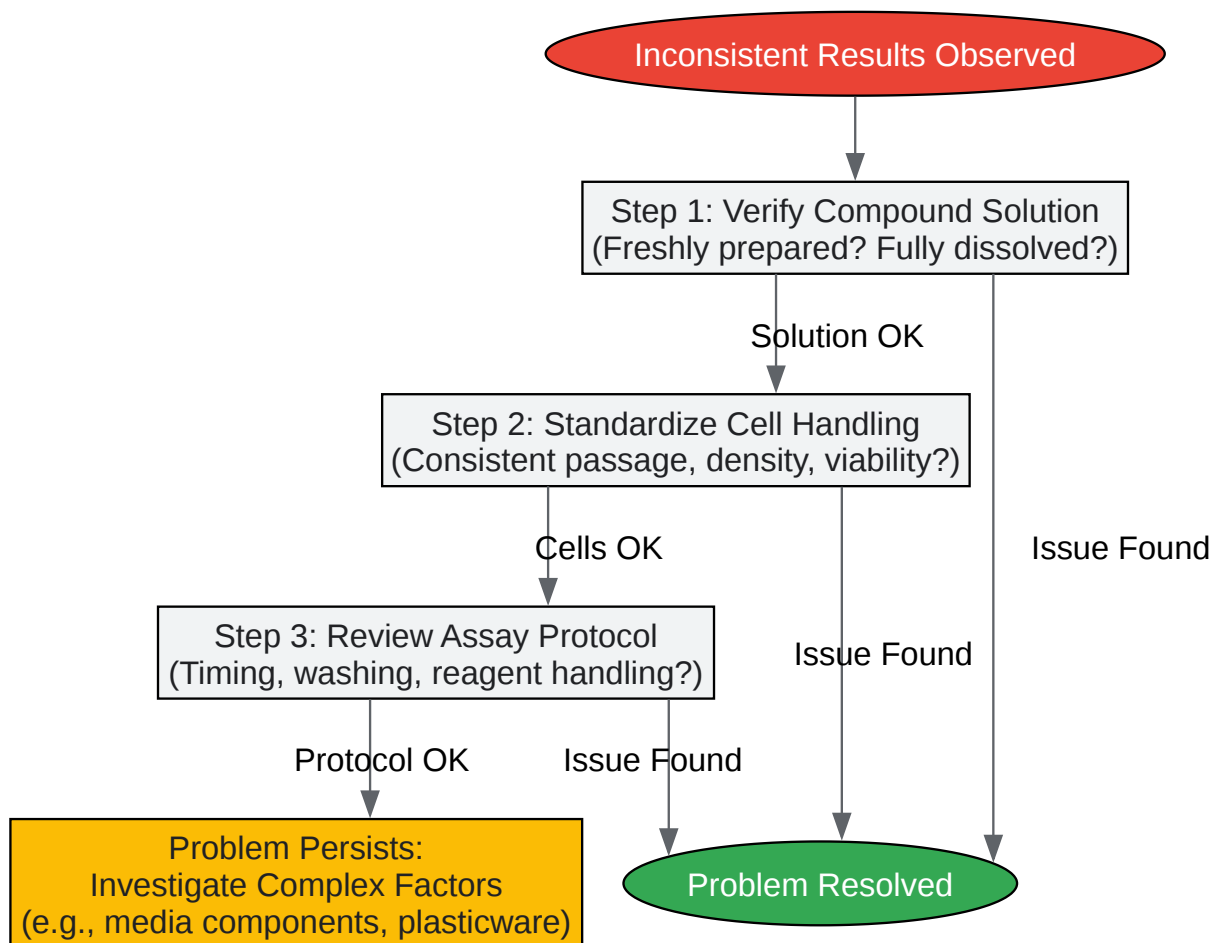 Inconsistent Results Observed
Step 1: Verify Compound Solution
(Freshly prepared? Fully dissolved?)
Solution OK
Step 2: Standardize Cell Handling
(Consistent passage, density, viability?)
Cells OK
Issue Found
Step 3: Review Assay Protocol
(Timing, washing, reagent handling?)
Issue Found
Protocol OK
Issue Found
Problem Persists:
Investigate Complex Factors
(e.g., media components, plasticware)
Problem Resolved